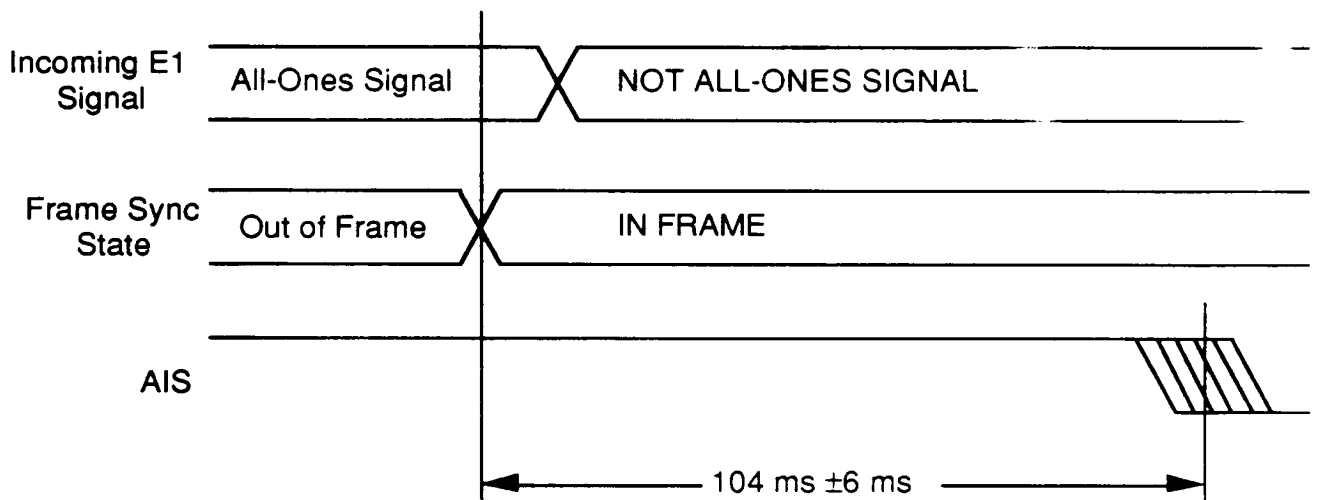 Incoming E1
Signal
All-Ones Signal
NOT ALL-ONES SIGNAL
Frame Sync
State
Out of Frame
IN FRAME
AIS
104 ms ±6 ms